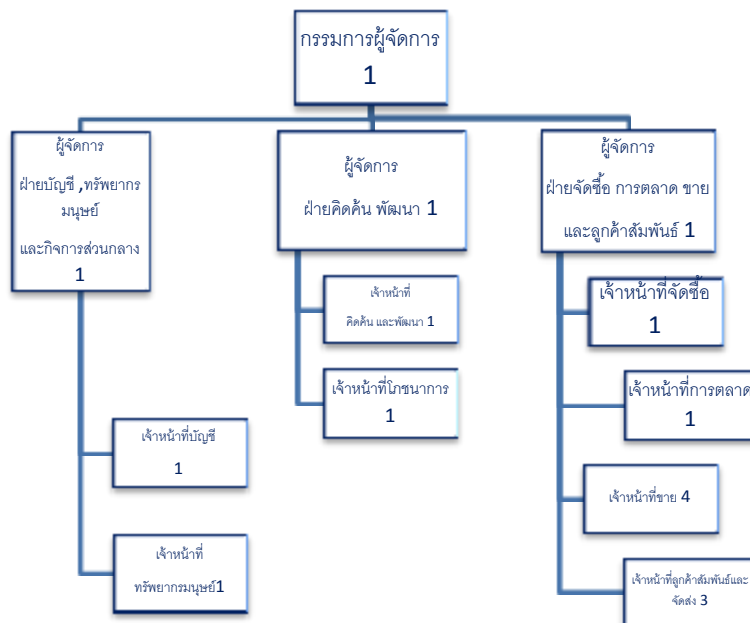 กรรมการผู้จัดการ
1
ผู้จัดการ
ฝ่ายบัญชี ,ทรัพยากร
มนุษย์
และกิจการส่วนกลาง
1
ผู้จัดการ
ฝ่ายคิดค้น พัฒนา 1
ผู้จัดการ
ฝ่ายจัดซื้อ การตลาด ขาย
และลูกค้าสัมพันธ์ 1
เจ้าหน้าที่บัญชี
1
เจ้าหน้าที่
ทรัพยากรมนุษย์1
เจ้าหน้าที่
คิดค้น และพัฒนา 1
เจ้าหน้าที่โภชนาการ
1
เจ้าหน้าที่จัดซื้อ
1
เจ้าหน้าที่การตลาด
1
เจ้าหน้าที่ขาย 4
เจ้าหน้าที่ลูกค้าสัมพันธ์และ
จัดส่ง 3